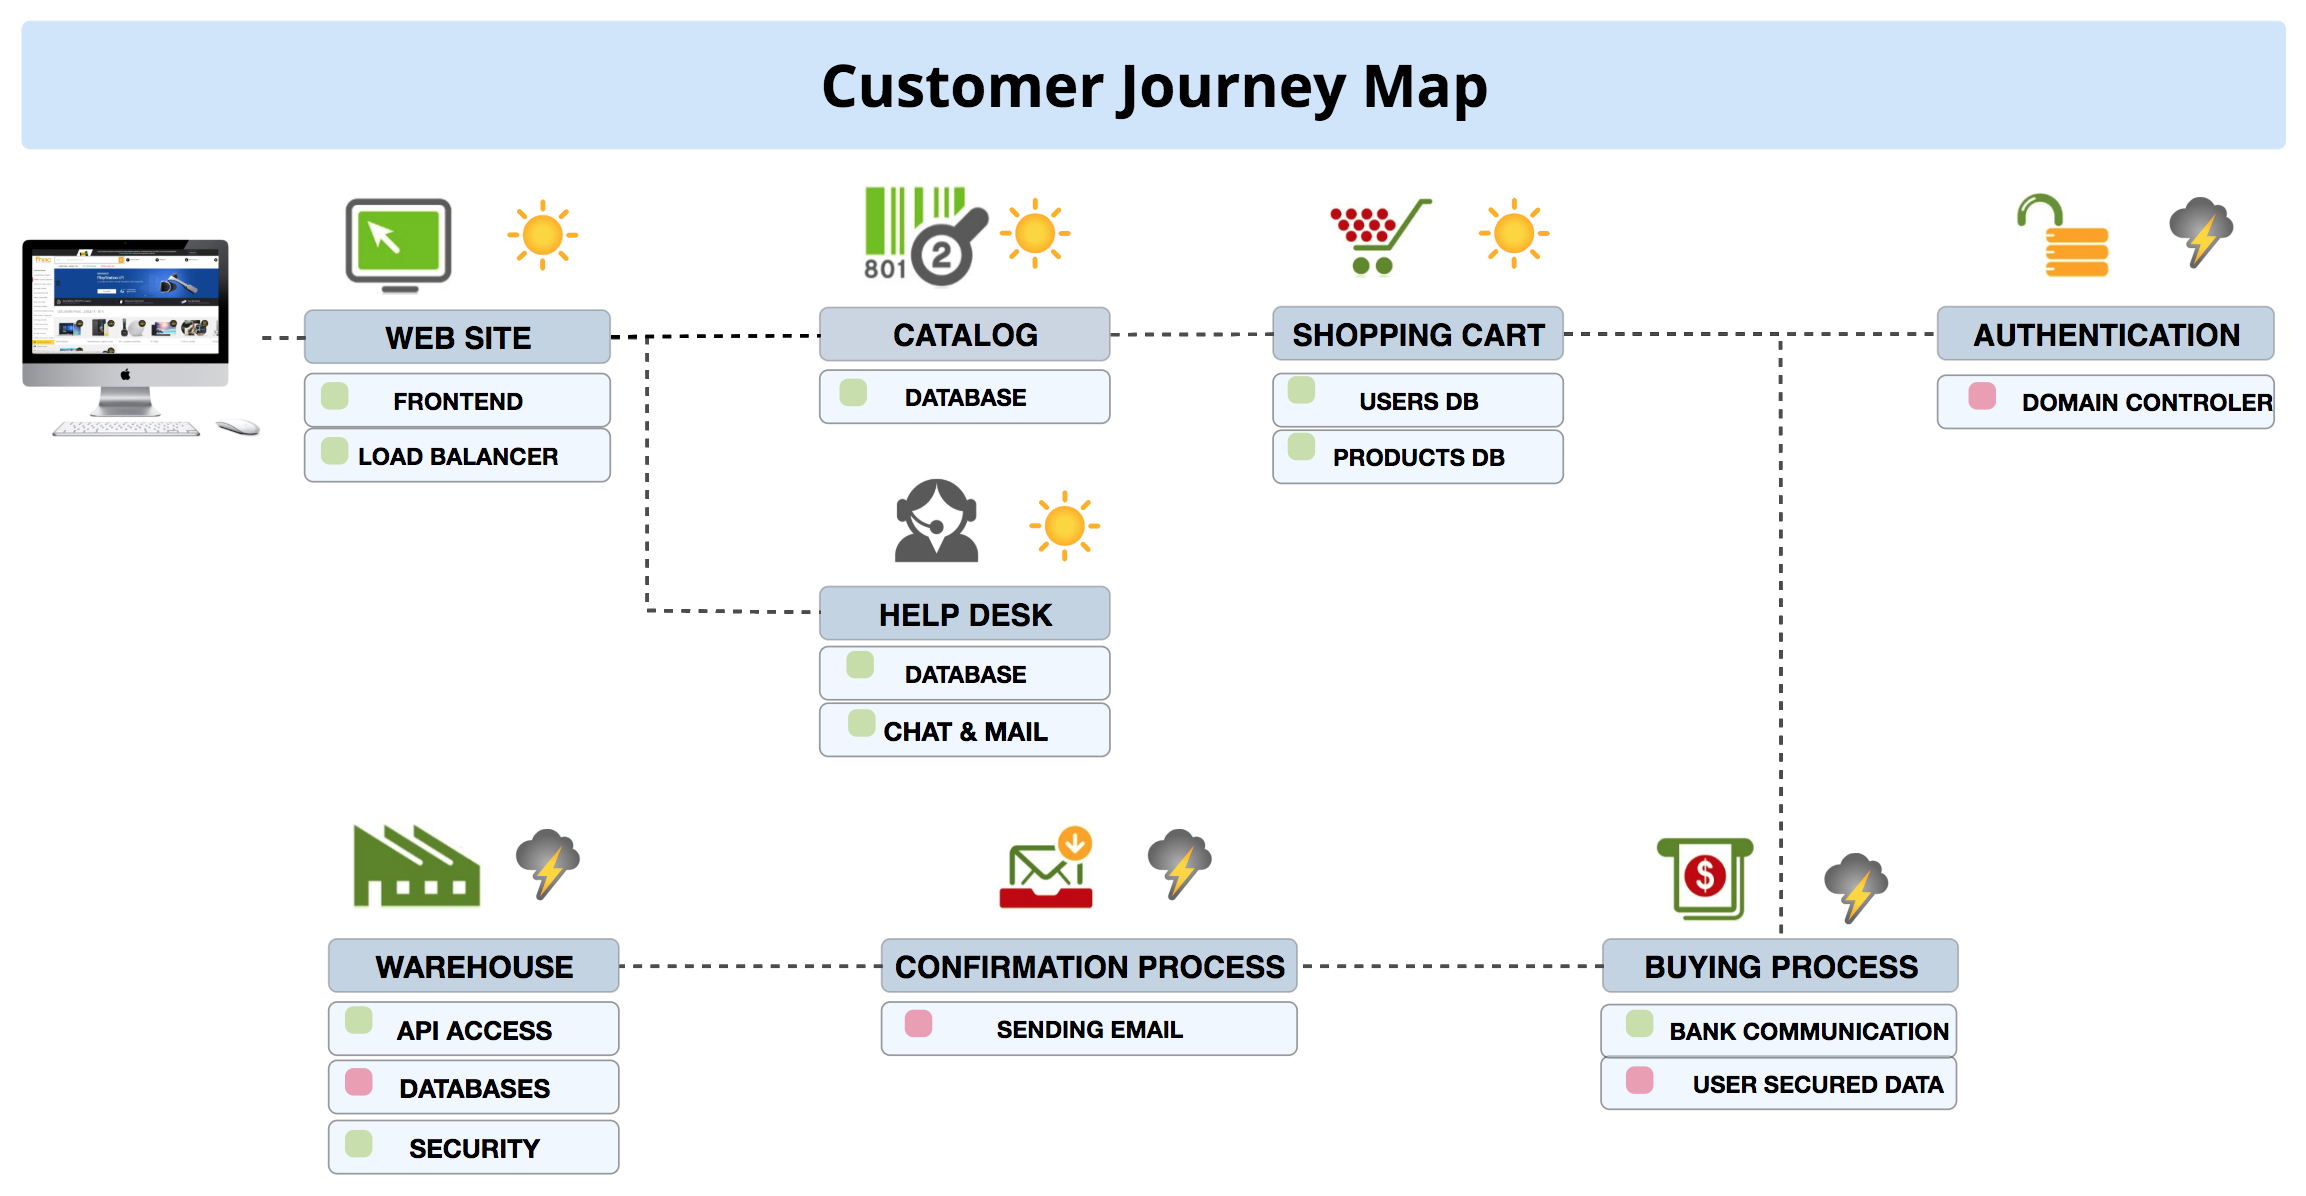 Customer Journey Map
801
2
fnac
WEB SITE
CATALOG
SHOPPING CART
AUTHENTICATION
FRONTEND
DATABASE
USERS DB
DOMAIN CONTROLER
LOAD BALANCER
PRODUCTS DB
HELP DESK
DATABASE
CHAT & MAIL
$
WAREHOUSE
CONFIRMATION PROCESS
BUYING PROCESS
API ACCESS
SENDING EMAIL
BANK COMMUNICATION
DATABASES
USER SECURED DATA
SECURITY